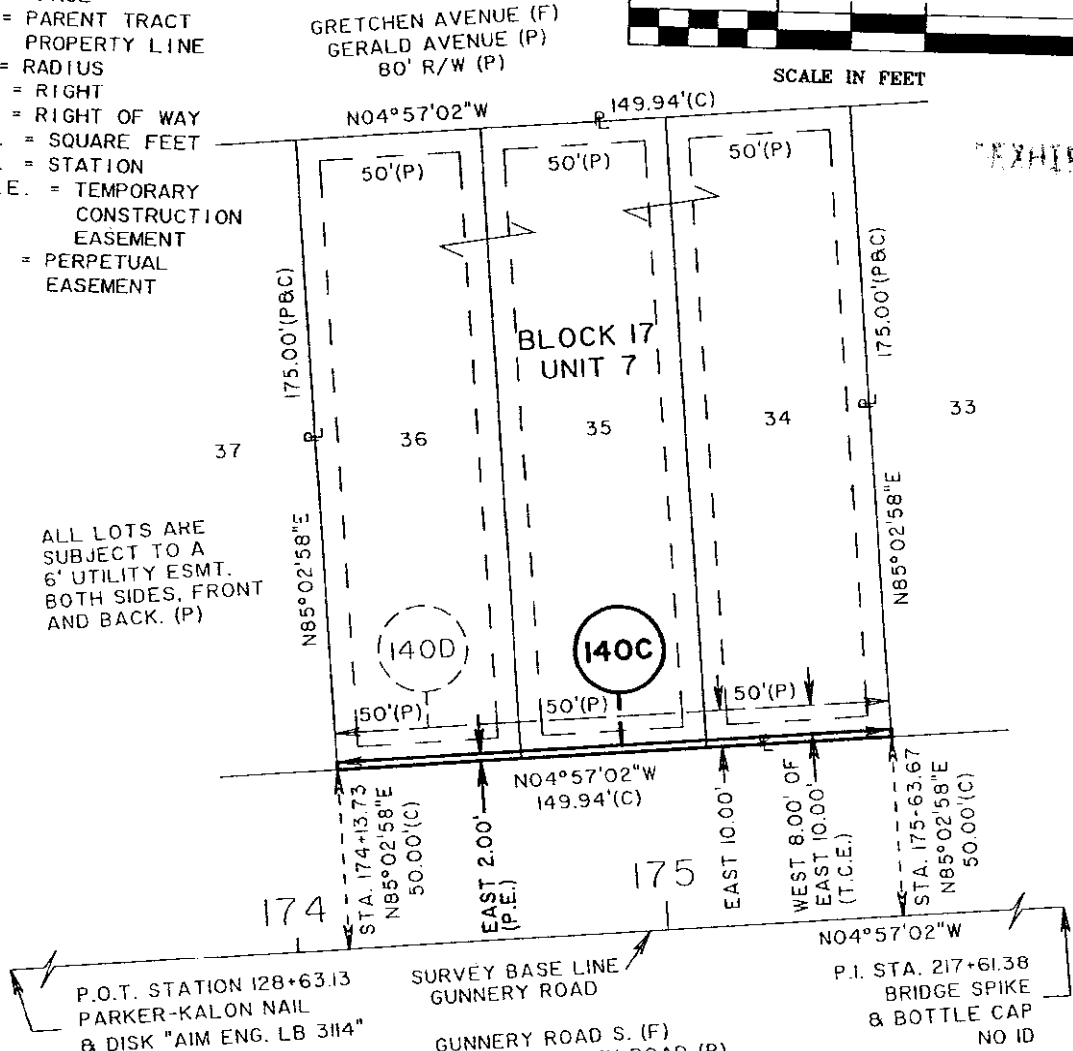 = PARENT TRACT
PROPERTY LINE
= RADIUS
= RIGHT
= RIGHT OF WAY
= SQUARE FEET
= STATION
.E. = TEMPORARY
CONSTRUCTION
EASEMENT
= PERPETUAL
EASEMENT
GRETCHEN AVENUE (F)
GERALD AVENUE (P)
80' R/W (P)
SCALE IN FEET
N04°57'02"W
149.94'(C)
50'(P)
50'(P)
50'(P)
175.00'(P&C)
175.00'(P&C)
BLOCK 17
UNIT 7
37
36
35
34
33
ALL LOTS ARE
SUBJECT TO A
6' UTILITY ESMT.
BOTH SIDES, FRONT
AND BACK. (P)
N85°02'58"E
N85°02'58"E
140D
140C
50'(P)
50'(P)
50'(P)
N04°57'02"W
149.94'(C)
STA. 174+13.73
N85°02'58"E
50.00'(C)
EAST 2.00'
(P.E.)
EAST 10.00'
WEST 8.00' OF
EAST 10.00'
(T.C.E.)
STA. 175+63.67
N85°02'58"E
50.00'(C)
174
175
N04°57'02"W
P.O.T. STATION 128+63.13
PARKER-KALON NAIL
& DISK "AIM ENG. LB 3114"
SURVEY BASE LINE
GUNNERY ROAD
P.I. STA. 217+61.38
BRIDGE SPIKE
& BOTTLE CAP
NO ID
GUNNERY ROAD S. (F)
ROAD (P)